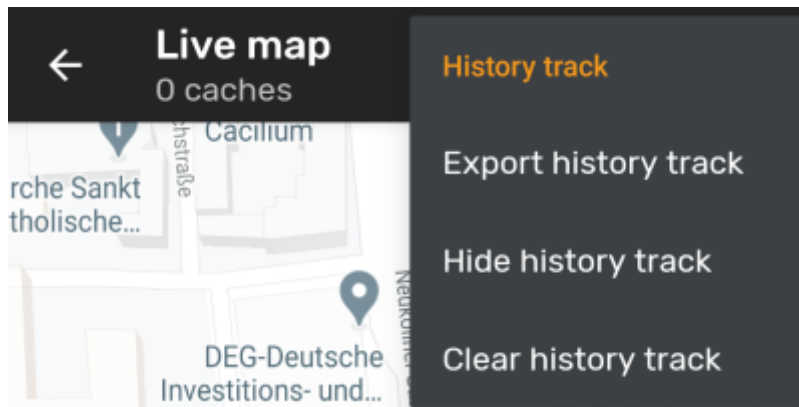 Live map
0 caches
History track
Export history track
Hide history track
Clear history track
Cacilium
chstraße
rche Sankt
tholische...
DEG-Deutsche
Investitions- und...